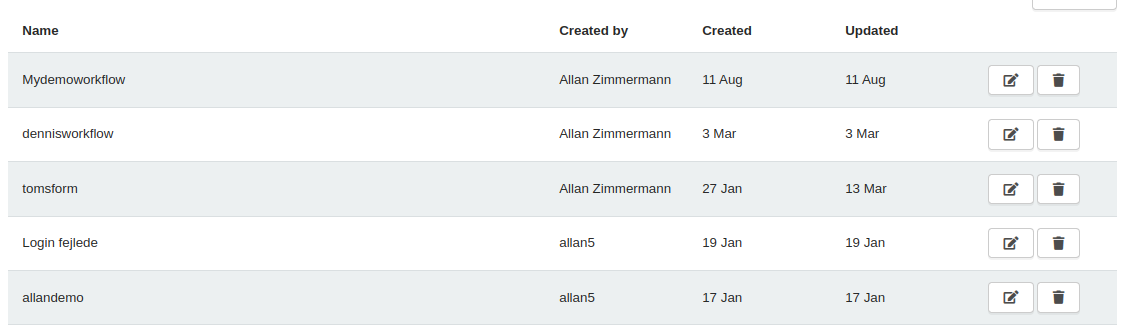 Name Created by Created Updated
Mydemoworkflow Allan Zimmermann 11 Aug 11 Aug
dennisworkflow Allan Zimmermann 3 Mar 3 Mar
tomsform Allan Zimmermann 27 Jan 13 Mar
Login fejlede allan5 19 Jan 19 Jan
allandemo allan5 17 Jan 17 Jan